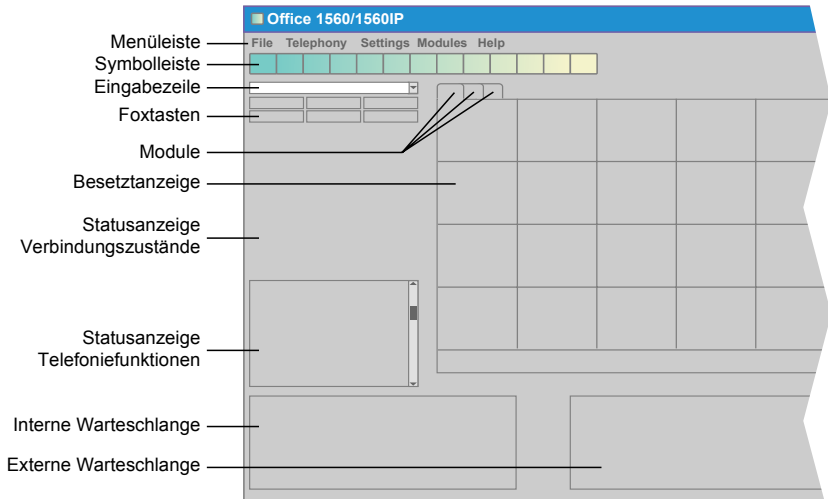 Office 1560/1560IP
Menüleiste
File Telephony Settings Modules Help
Symbolleiste
Eingabezeile
Foxtasten
Module
Besetztanzeige
Statusanzeige
Verbindungszustände
Statusanzeige
Telefoniefunktionen
Interne Warteschlange
Externe Warteschlange